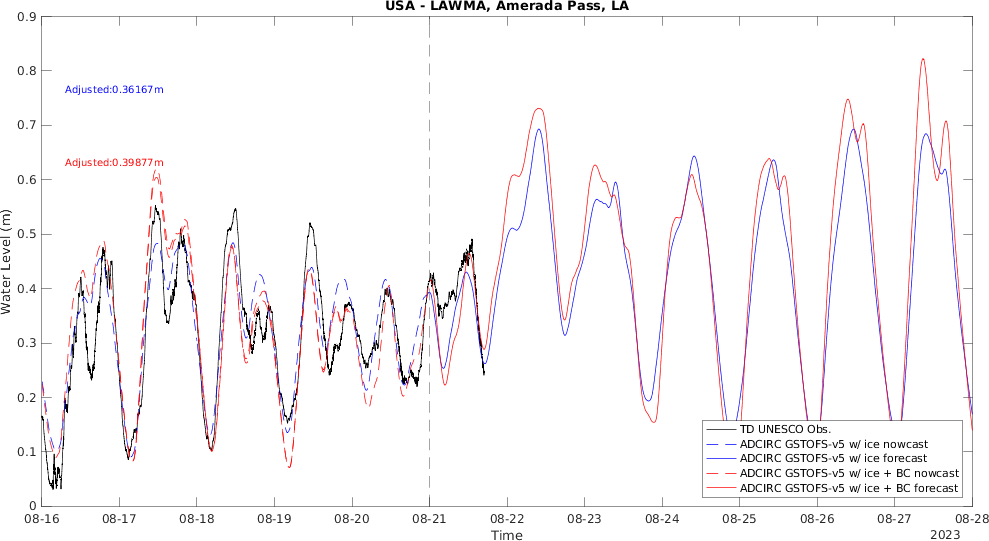 USA - LAWMA, Amerada Pass, LA
0.9
0.8
0.7
0.6
0.5
0.4
0.3
0.2
0.1
0
Water Level (m)
Adjusted:0.36167m
Adjusted:0.39877m
TD UNESCO Obs.
ADCIRC GSTOFS-v5 w/ ice nowcast
ADCIRC GSTOFS-v5 w/ ice forecast
ADCIRC GSTOFS-v5 w/ ice + BC nowcast
ADCIRC GSTOFS-v5 w/ ice + BC forecast
08-16 08-17 08-18 08-19 08-20 08-21 08-22 08-23 08-24 08-25 08-26 08-27 08-28
Time
2023